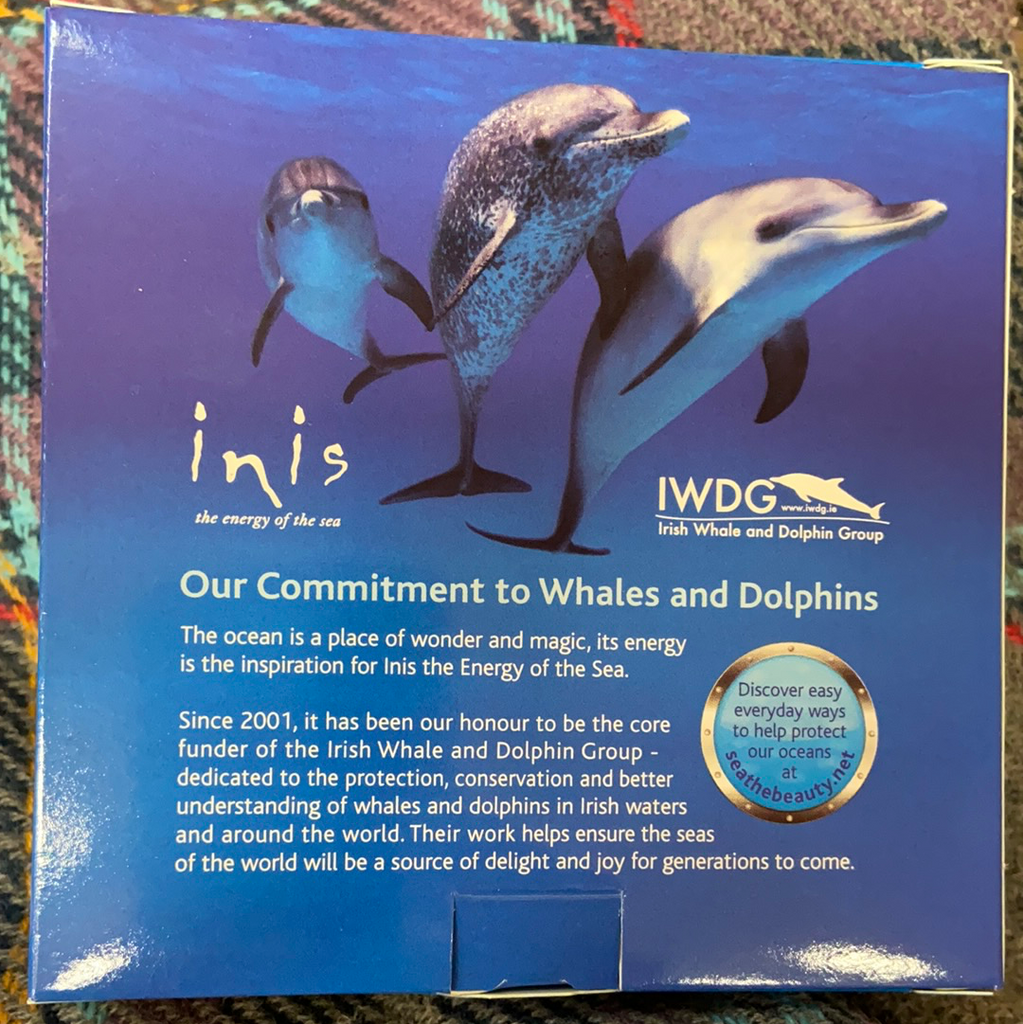 inis
the energy of the sea
IWDG
www.iwdg.ie
Irish Whale and Dolphin Group
Our Commitment to Whales and Dolphins
The ocean is a place of wonder and magic, its energy
is the inspiration for Inis the Energy of the Sea.
Since 2001, it has been our honour to be the core
funder of the Irish Whale and Dolphin Group -
dedicated to the protection, conservation and better
understanding of whales and dolphins in Irish waters
and around the world. Their work helps ensure the seas
of the world will be a source of delight and joy for generations to come.
Discover easy
everyday ways
to help protect
our oceans
at
seathebeauty.net